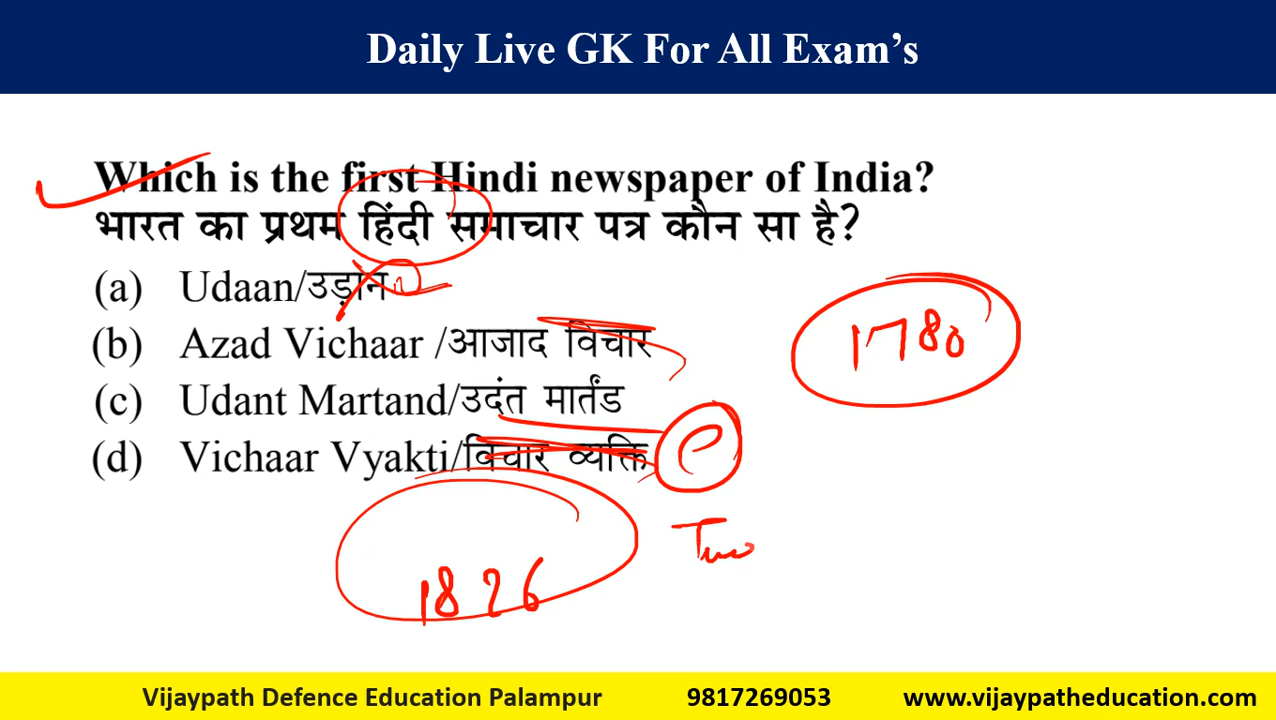 Daily Live GK For All Exam's
Which is the first Hindi newspaper of India?
भारत का प्रथम हिंदी समाचार पत्र कौन सा है?
(a) Udaan/उड़ान
(b) Azad Vichaar /आजाद विचार
1780
(c) Udant Martand/उदंत मार्तंड
(d) Vichaar Vyakti/विचार व्यक्ति
1826
Vijaypath Defence Education Palampur 9817269053 www.vijaypatheducation.com